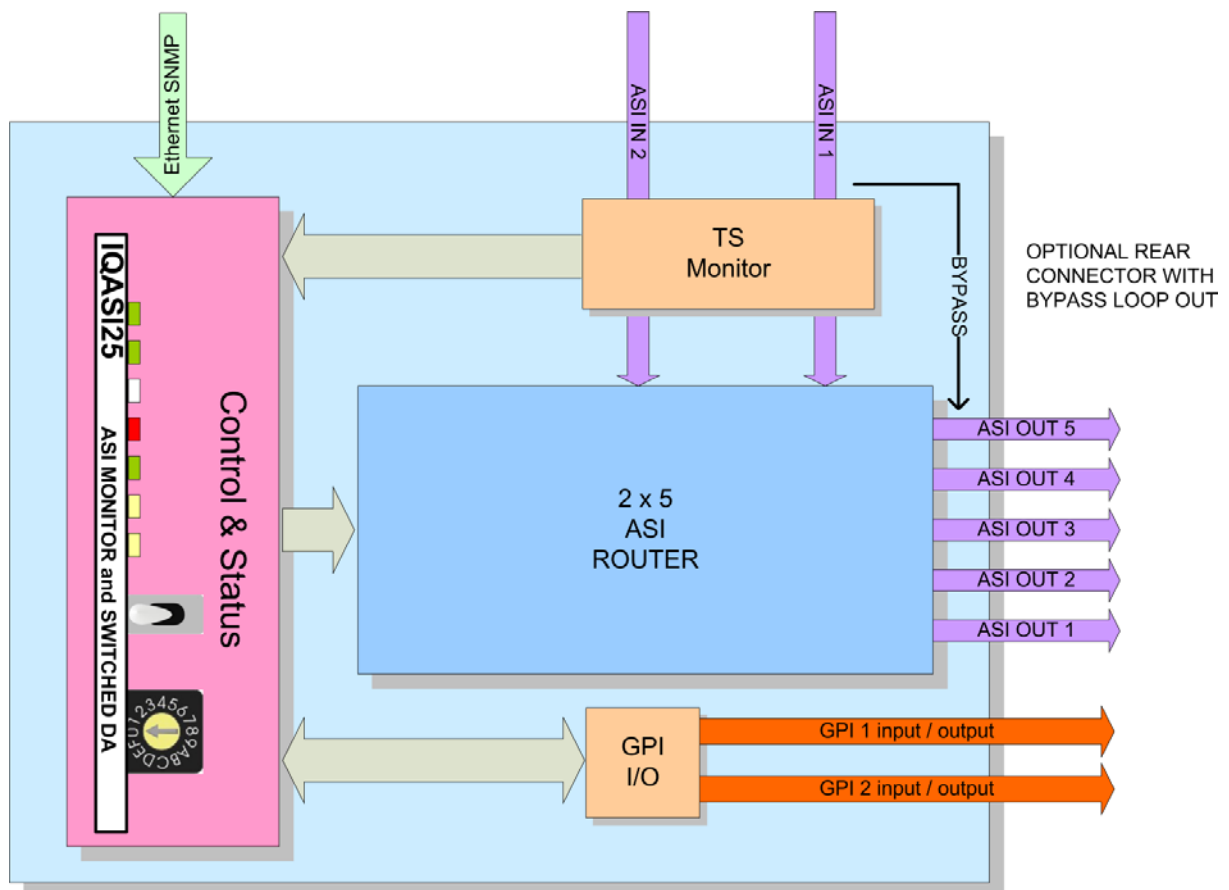 Ethernet SNMP
ASI IN 2
ASI IN 1
TS
Monitor
BYPASS
OPTIONAL REAR
CONNECTOR WITH
BYPASS LOOP OUT
IQASI25
ASI MONITOR and SWITCHED DA
Control & Status
2 x 5
ASI
ROUTER
ASI OUT 5
ASI OUT 4
ASI OUT 3
ASI OUT 2
ASI OUT 1
0123456789ABCDEF
GPI
I/O
GPI 1 input / output
GPI 2 input / output